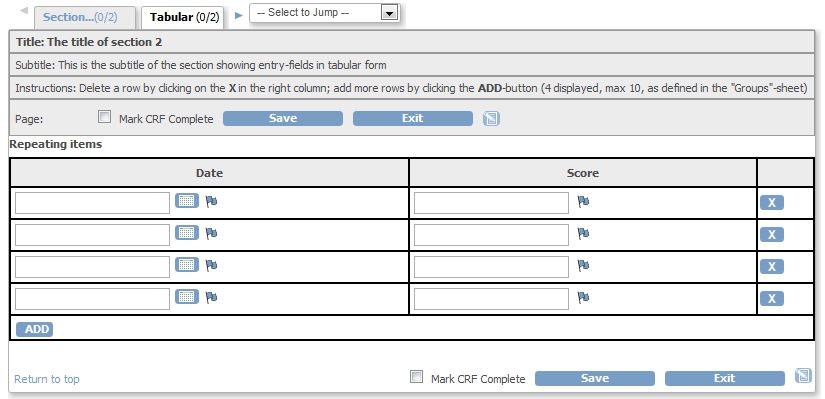 Section...(0/2) Tabular (0/2) -- Select to Jump --
Title: The title of section 2
Subtitle: This is the subtitle of the section showing entry-fields in tabular form
Instructions: Delete a row by clicking on the X in the right column; add more rows by clicking the ADD-button (4 displayed, max 10, as defined in the "Groups"-sheet)
Page: Mark CRF Complete Save Exit
Repeating items
Date Score
X
X
X
X
ADD
Return to top Mark CRF Complete Save Exit